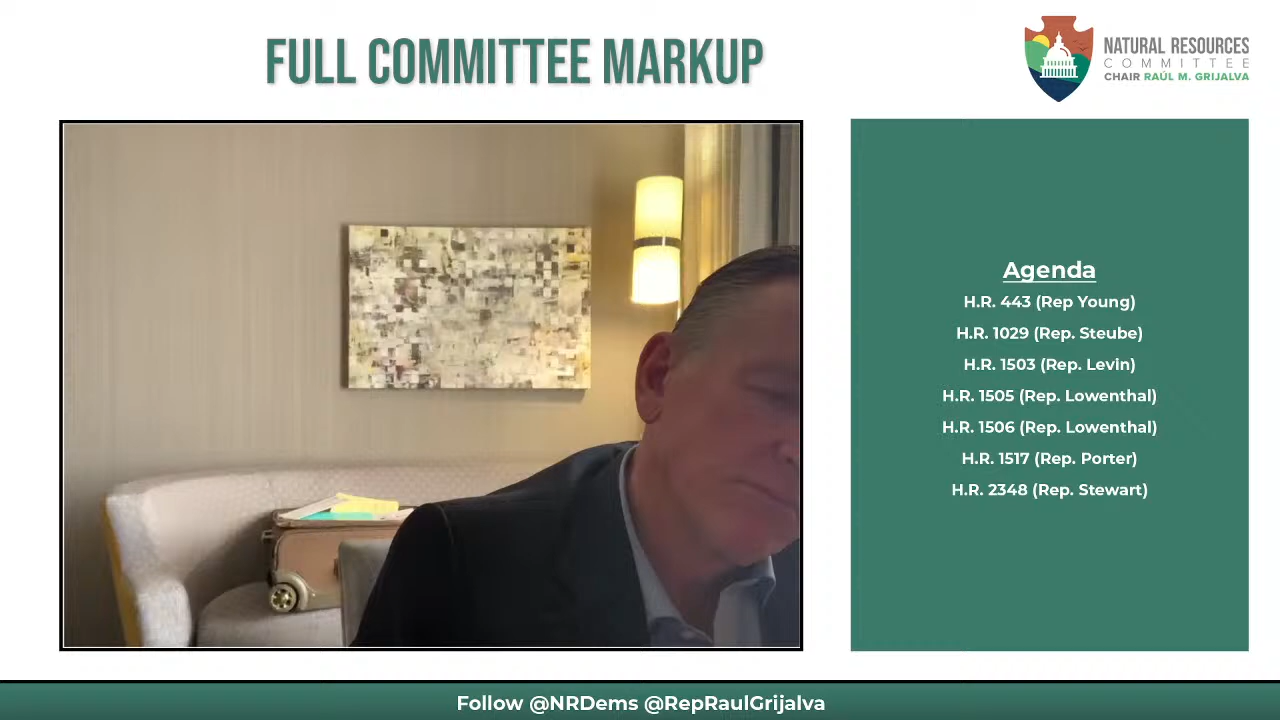 FULL COMMITTEE MARKUP
NATURAL RESOURCES
COMMITTEE
CHAIR RAÚL M. GRIJALVA
Agenda
H.R. 443 (Rep Young)
H.R. 1029 (Rep. Steube)
H.R. 1503 (Rep. Levin)
H.R. 1505 (Rep. Lowenthal)
H.R. 1506 (Rep. Lowenthal)
H.R. 1517 (Rep. Porter)
H.R. 2348 (Rep. Stewart)
Follow @NRDems @RepRaulGrijalva